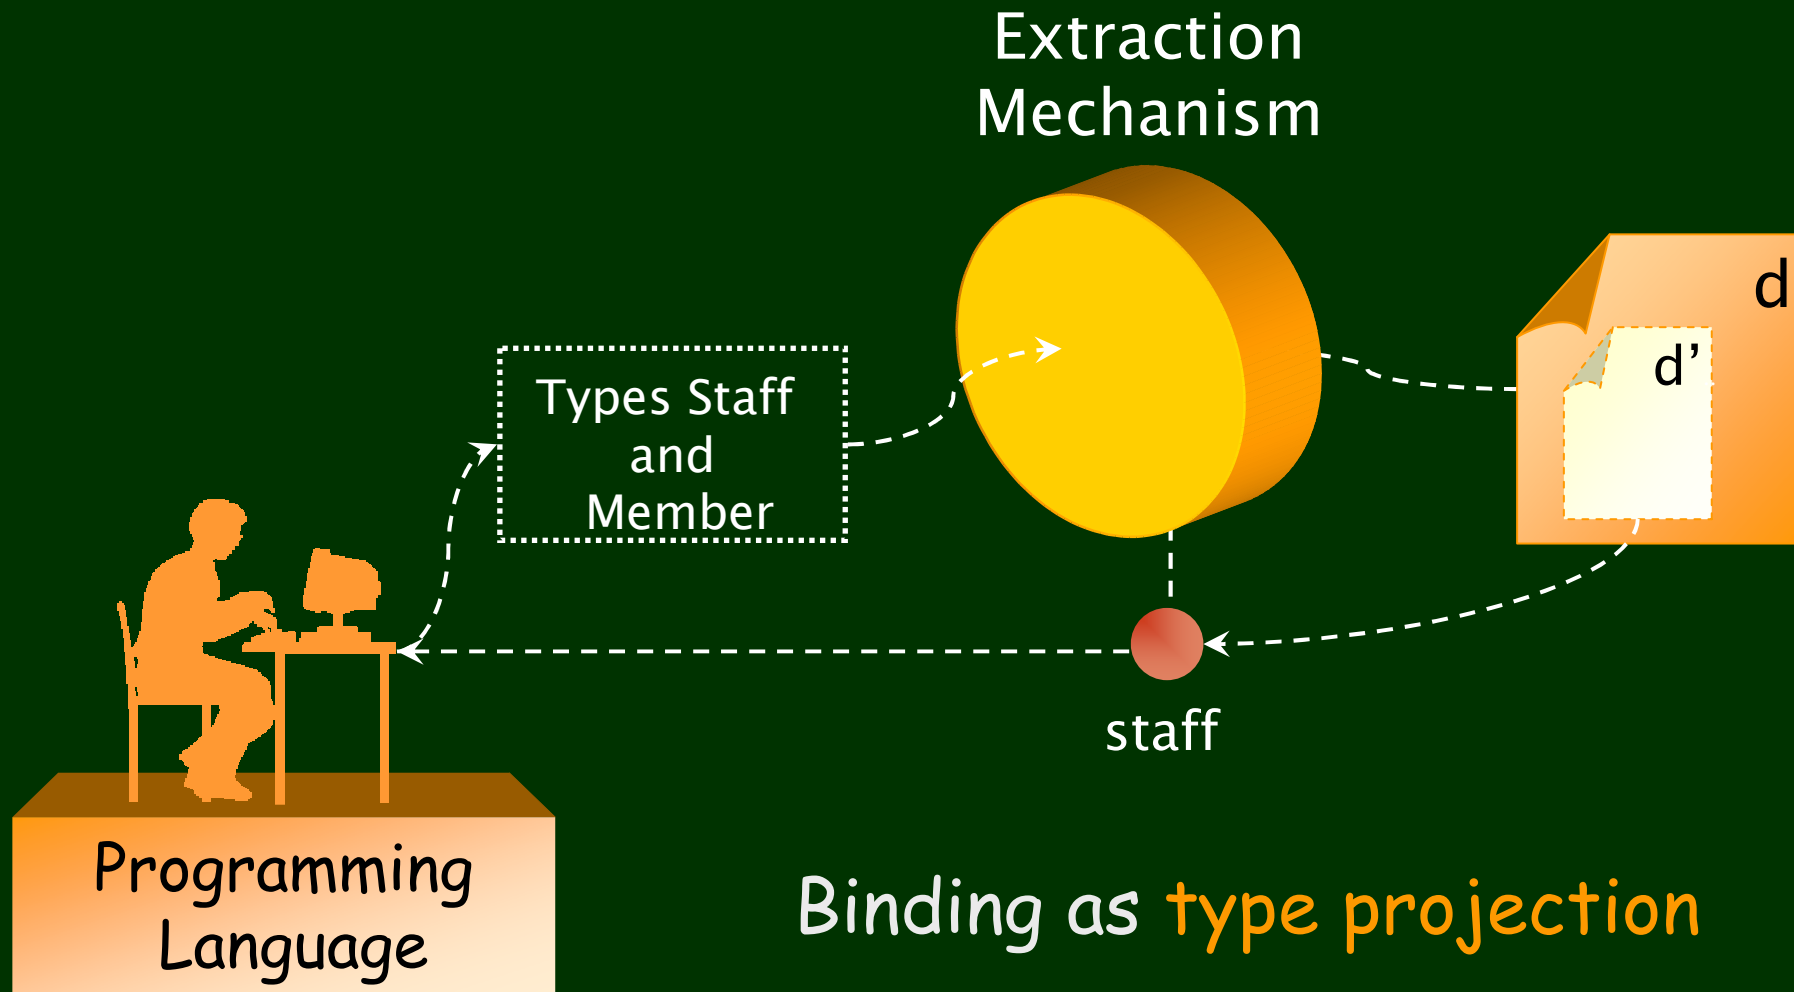 Extraction
Mechanism
d
d’
Types Staff
and
Member
staff
Programming
Language
Binding as type projection